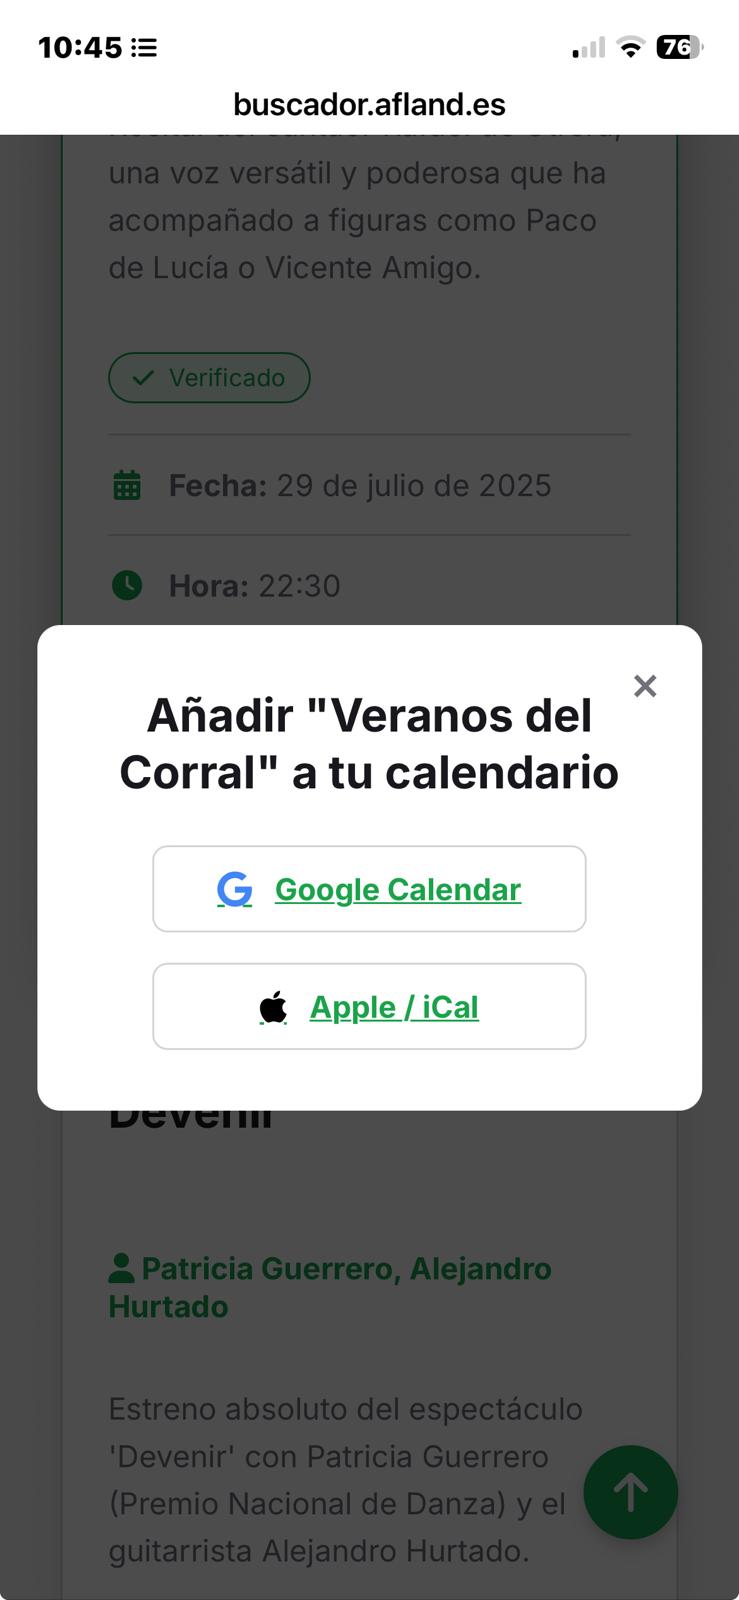 10:45
76
buscador.afland.es
una voz versátil y poderosa que ha
acompañado a figuras como Paco
de Lucía o Vicente Amigo.
Verificado
Fecha: 29 de julio de 2025
Hora: 22:30
Añadir "Veranos del
Corral" a tu calendario
Google Calendar
Apple / iCal
Devenir
Patricia Guerrero, Alejandro
Hurtado
Estreno absoluto del espectáculo
'Devenir' con Patricia Guerrero
(Premio Nacional de Danza) y el
guitarrista Alejandro Hurtado.